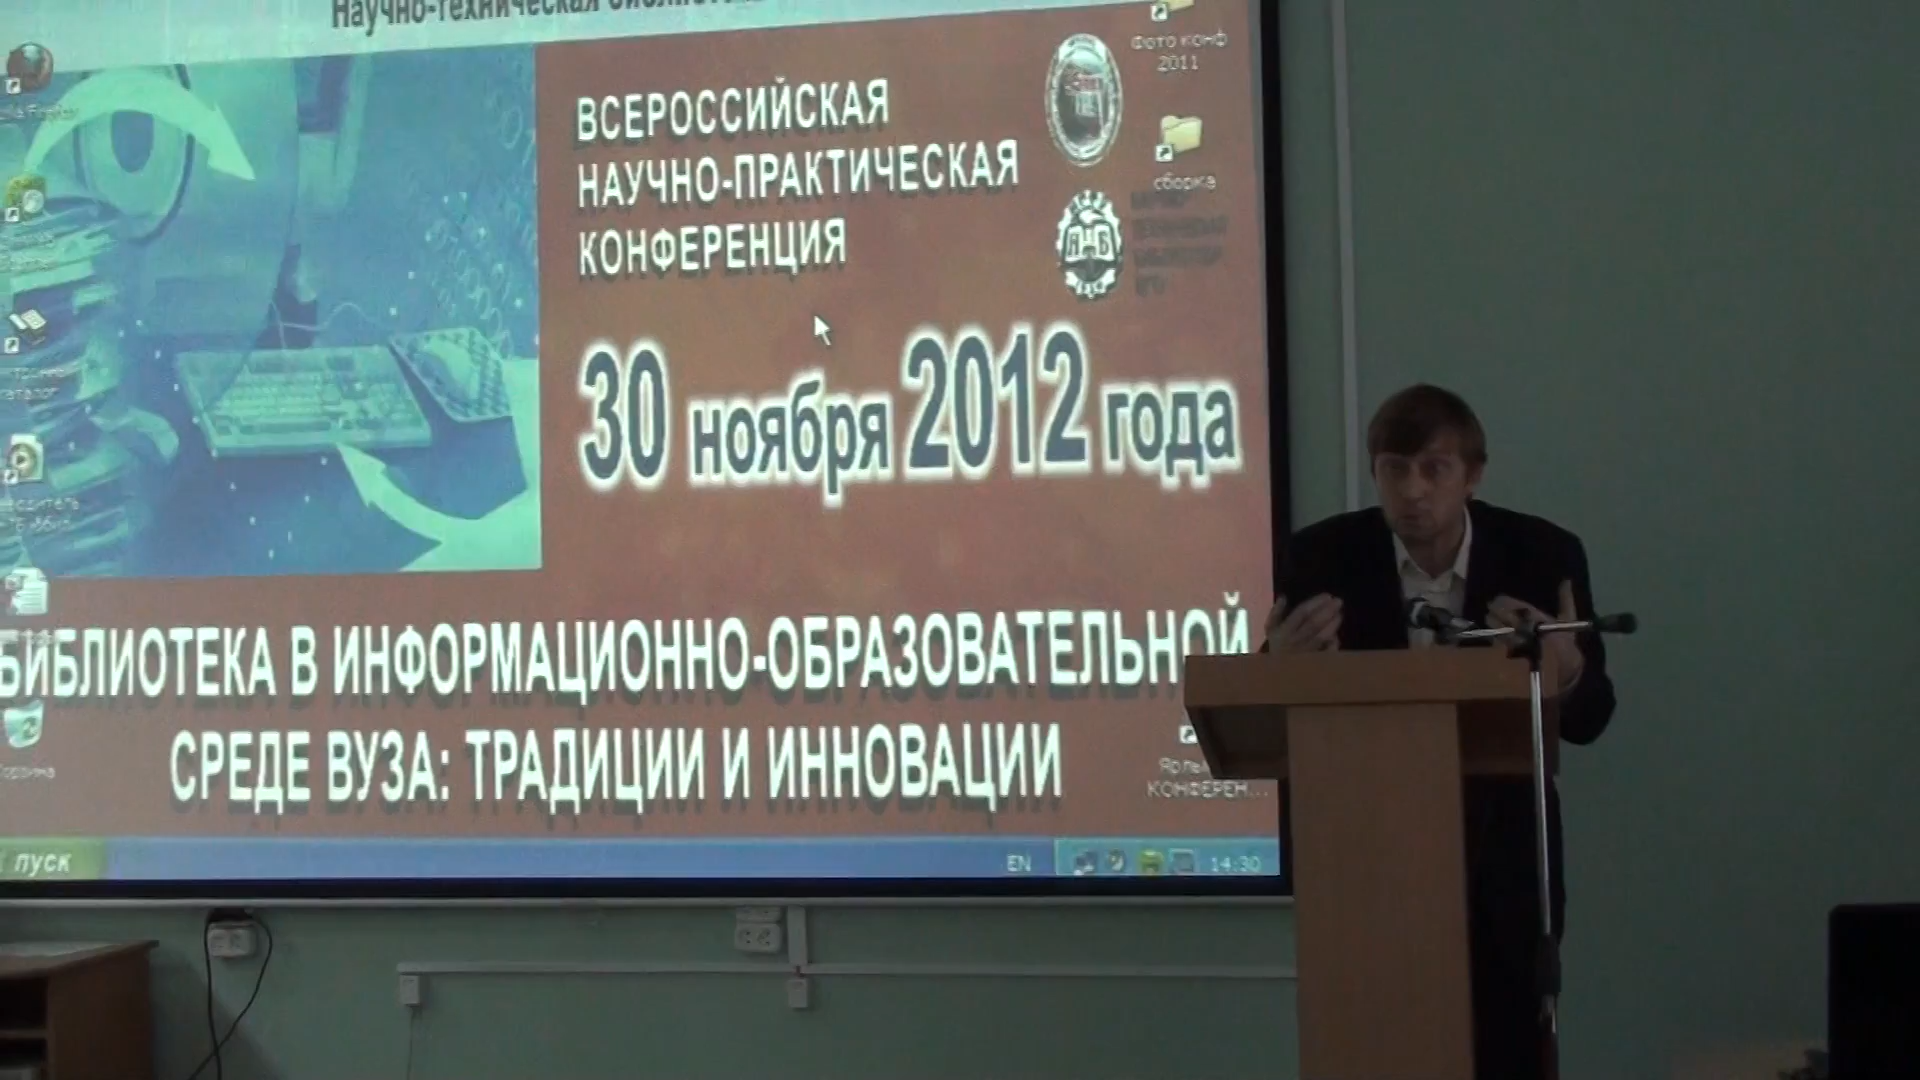 Научно-техническая
Фото конф
2011
ВСЕРОССИЙСКАЯ
НАУЧНО-ПРАКТИЧЕСКАЯ
КОНФЕРЕНЦИЯ
сборка
30 ноября 2012 года
БИБЛИОТЕКА В ИНФОРМАЦИОННО-ОБРАЗОВАТЕЛЬНОЙ
СРЕДЕ ВУЗА: ТРАДИЦИИ И ИННОВАЦИИ
КОНФЕРЕН...
пуск
EN
14:30